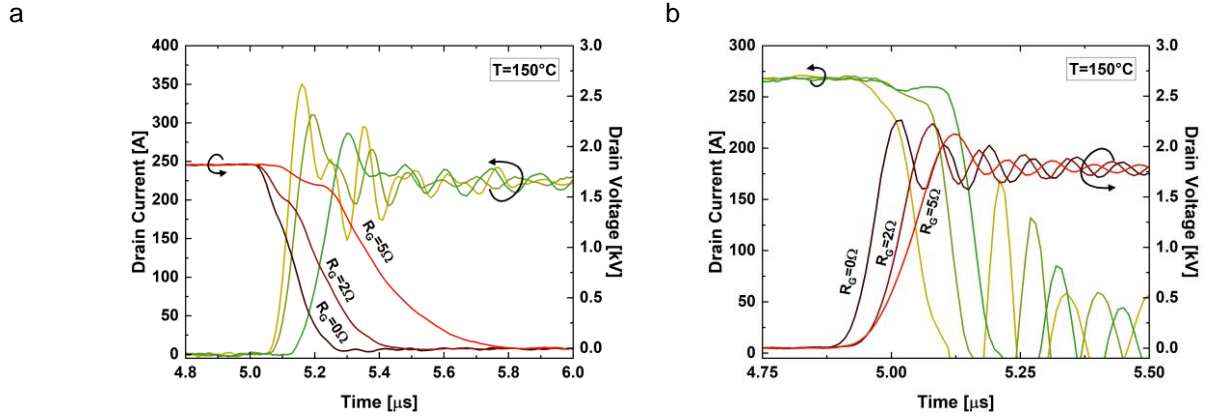 a
400
350
300
250
200
150
100
50
0
Drain Current [A]
4.8
5.0
5.2
5.4
5.6
5.8
6.0
Time [μs]
3.0
2.5
2.0
1.5
1.0
0.5
0.0
Drain Voltage [kV]
T=150°C
R_G=5Ω
R_G=2Ω
R_G=0Ω
b
300
250
200
150
100
50
0
Drain Current [A]
4.75
5.00
5.25
5.50
Time [μs]
3.0
2.5
2.0
1.5
1.0
0.5
0.0
Drain Voltage [kV]
T=150°C
R_G=0Ω
R_G=2Ω
R_G=5Ω